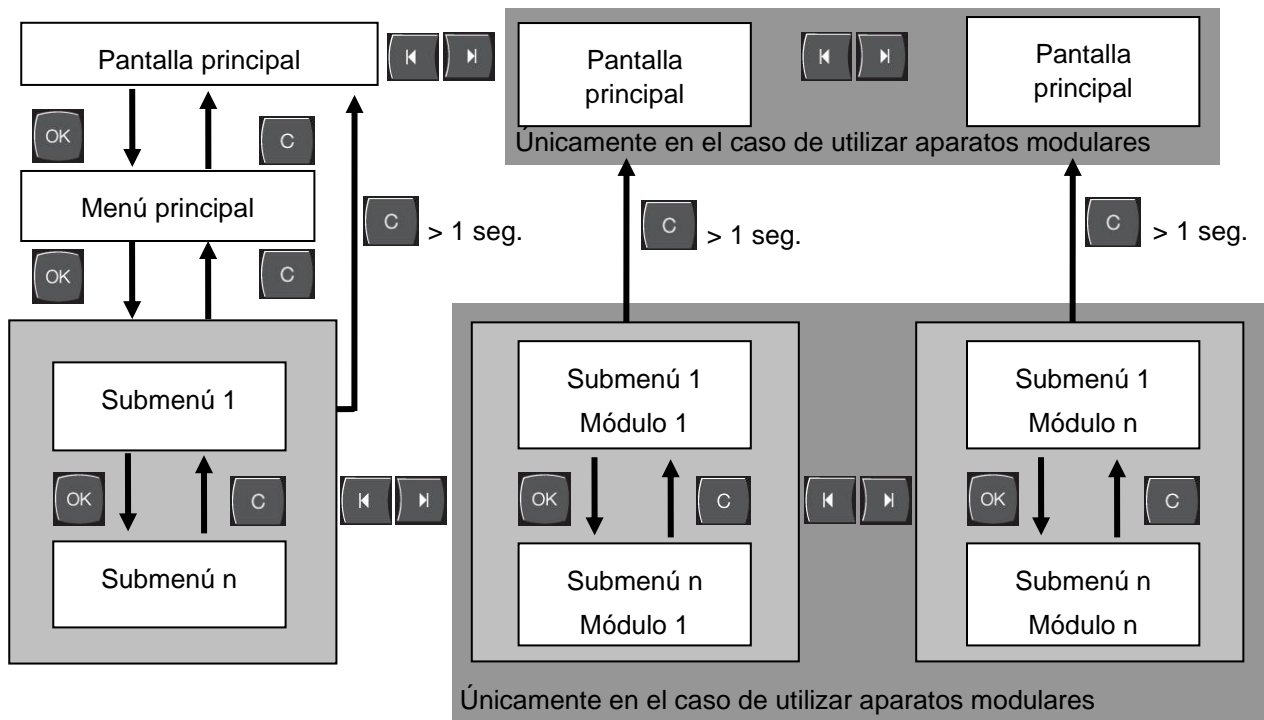 Pantalla principal
Pantalla
principal
Pantalla
principal
Únicamente en el caso de utilizar aparatos modulares
OK
C
Menú principal
C
> 1 seg.
C
> 1 seg.
C
> 1 seg.
OK
C
Submenú 1
Submenú 1
Módulo 1
Submenú 1
Módulo n
OK
C
OK
C
OK
C
Submenú n
Submenú n
Módulo 1
Submenú n
Módulo n
Únicamente en el caso de utilizar aparatos modulares